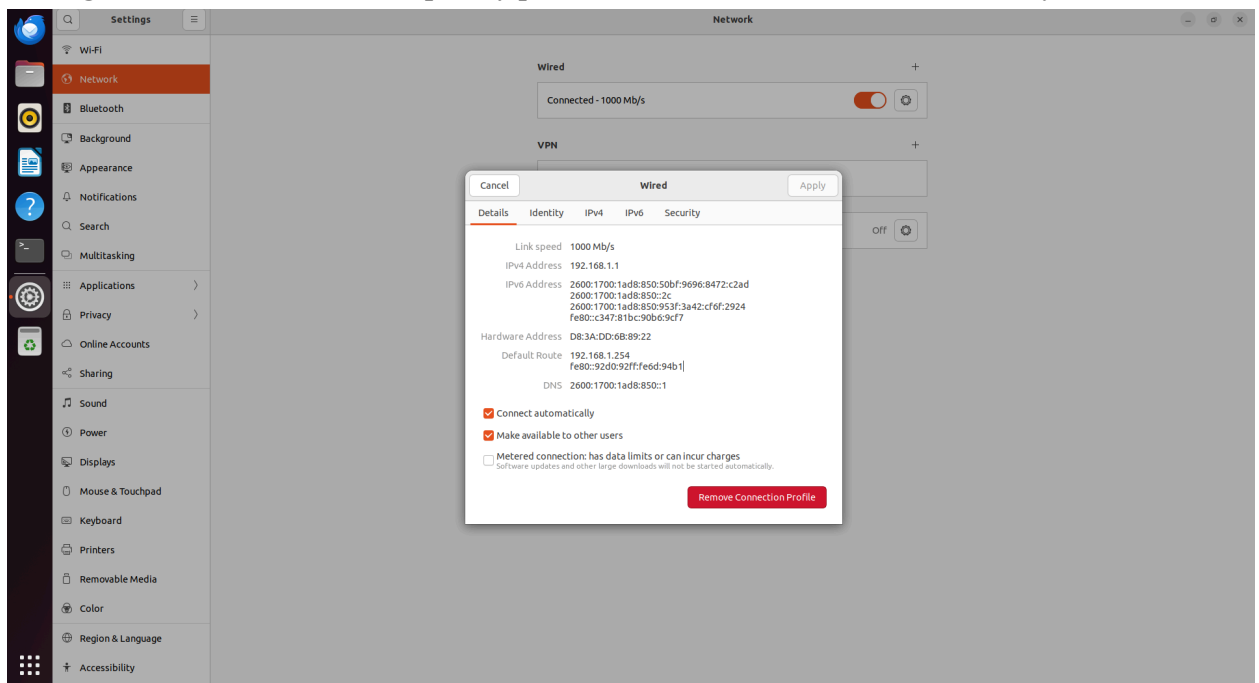 Settings
Network
Wi-Fi
Network
Bluetooth
Background
Appearance
Notifications
Search
Multitasking
Applications
Privacy
Online Accounts
Sharing
Sound
Power
Displays
Mouse & Touchpad
Keyboard
Printers
Removable Media
Color
Region & Language
Accessibility
Wired
Connected - 1000 Mb/s
VPN
Off
Cancel
Wired
Apply
Details Identity IPv4 IPv6 Security
Link speed 1000 Mb/s
IPv4 Address 192.168.1.1
IPv6 Address 2600:1700:1ad8:850:50bf:9696:8472:c2ad
2600:1700:1ad8:850::2c
2600:1700:1ad8:850:953f:3a42:cf6f:2924
fe80::c347:81bc:90b6:9cf7
Hardware Address D8:3A:DD:6B:89:22
Default Route 192.168.1.254
fe80::92d0:92ff:fe6d:94b1
DNS 2600:1700:1ad8:850::1
Connect automatically
Make available to other users
Metered connection: has data limits or can incur charges
Software updates and other large downloads will not be started automatically.
Remove Connection Profile